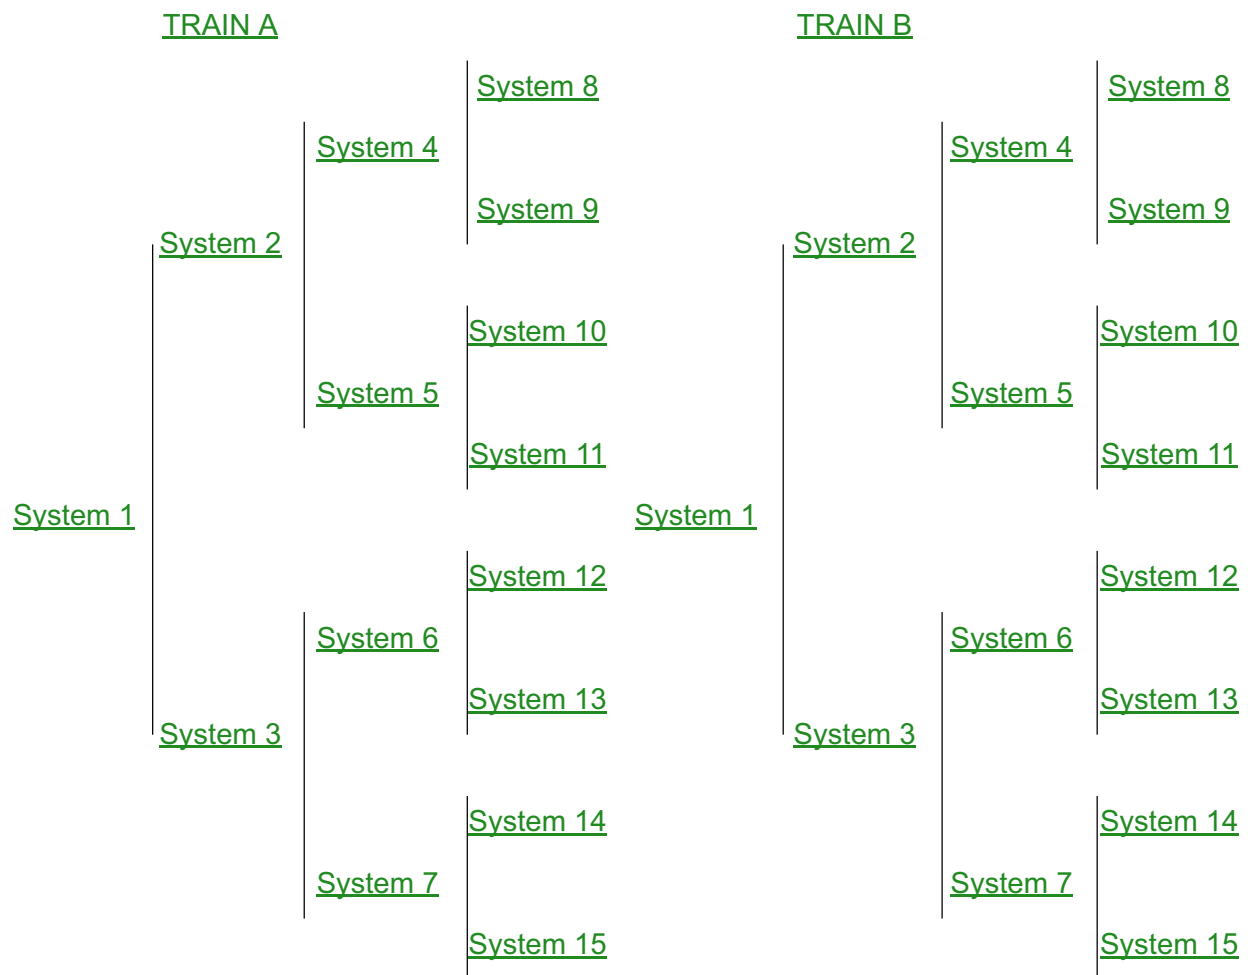 TRAIN A
TRAIN B
System 8
System 8
System 4
System 4
System 9
System 9
System 2
System 2
System 10
System 10
System 5
System 5
System 11
System 11
System 1
System 1
System 12
System 12
System 6
System 6
System 13
System 13
System 3
System 3
System 14
System 14
System 7
System 7
System 15
System 15